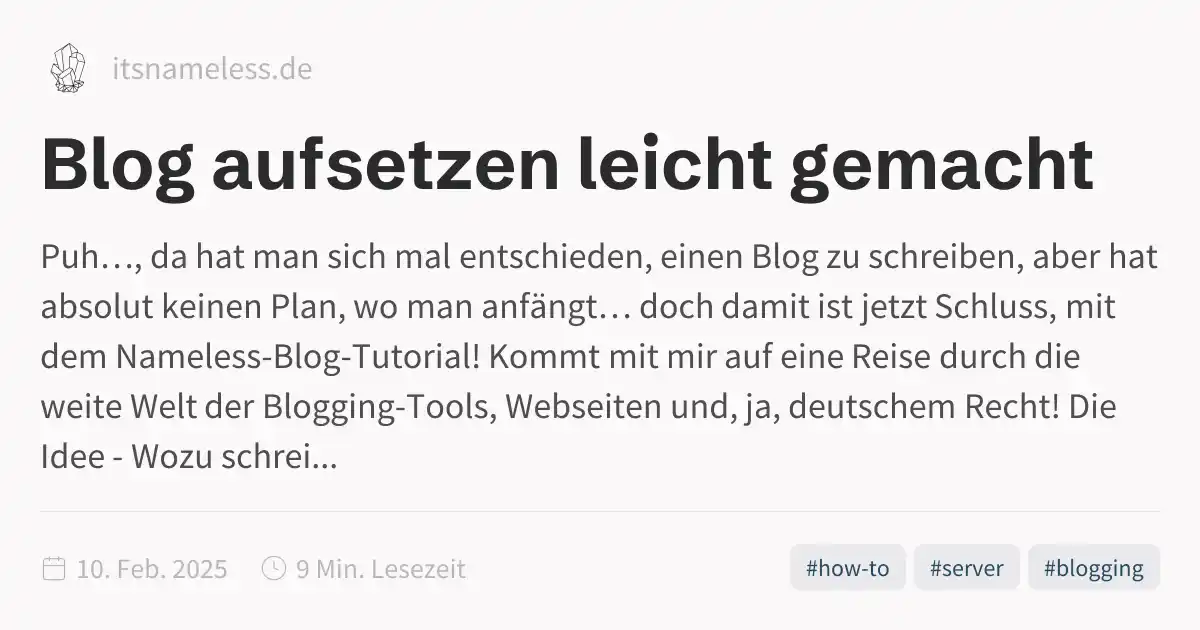 itsnameless.de
Blog aufsetzen leicht gemacht
Puh…, da hat man sich mal entschieden, einen Blog zu schreiben, aber hat
absolut keinen Plan, wo man anfängt… doch damit ist jetzt Schluss, mit
dem Nameless-Blog-Tutorial! Kommt mit mir auf eine Reise durch die
weite Welt der Blogging-Tools, Webseiten und, ja, deutschem Recht! Die
Idee - Wozu schrei...
10. Feb. 2025 9 Min. Lesezeit #how-to #server #blogging